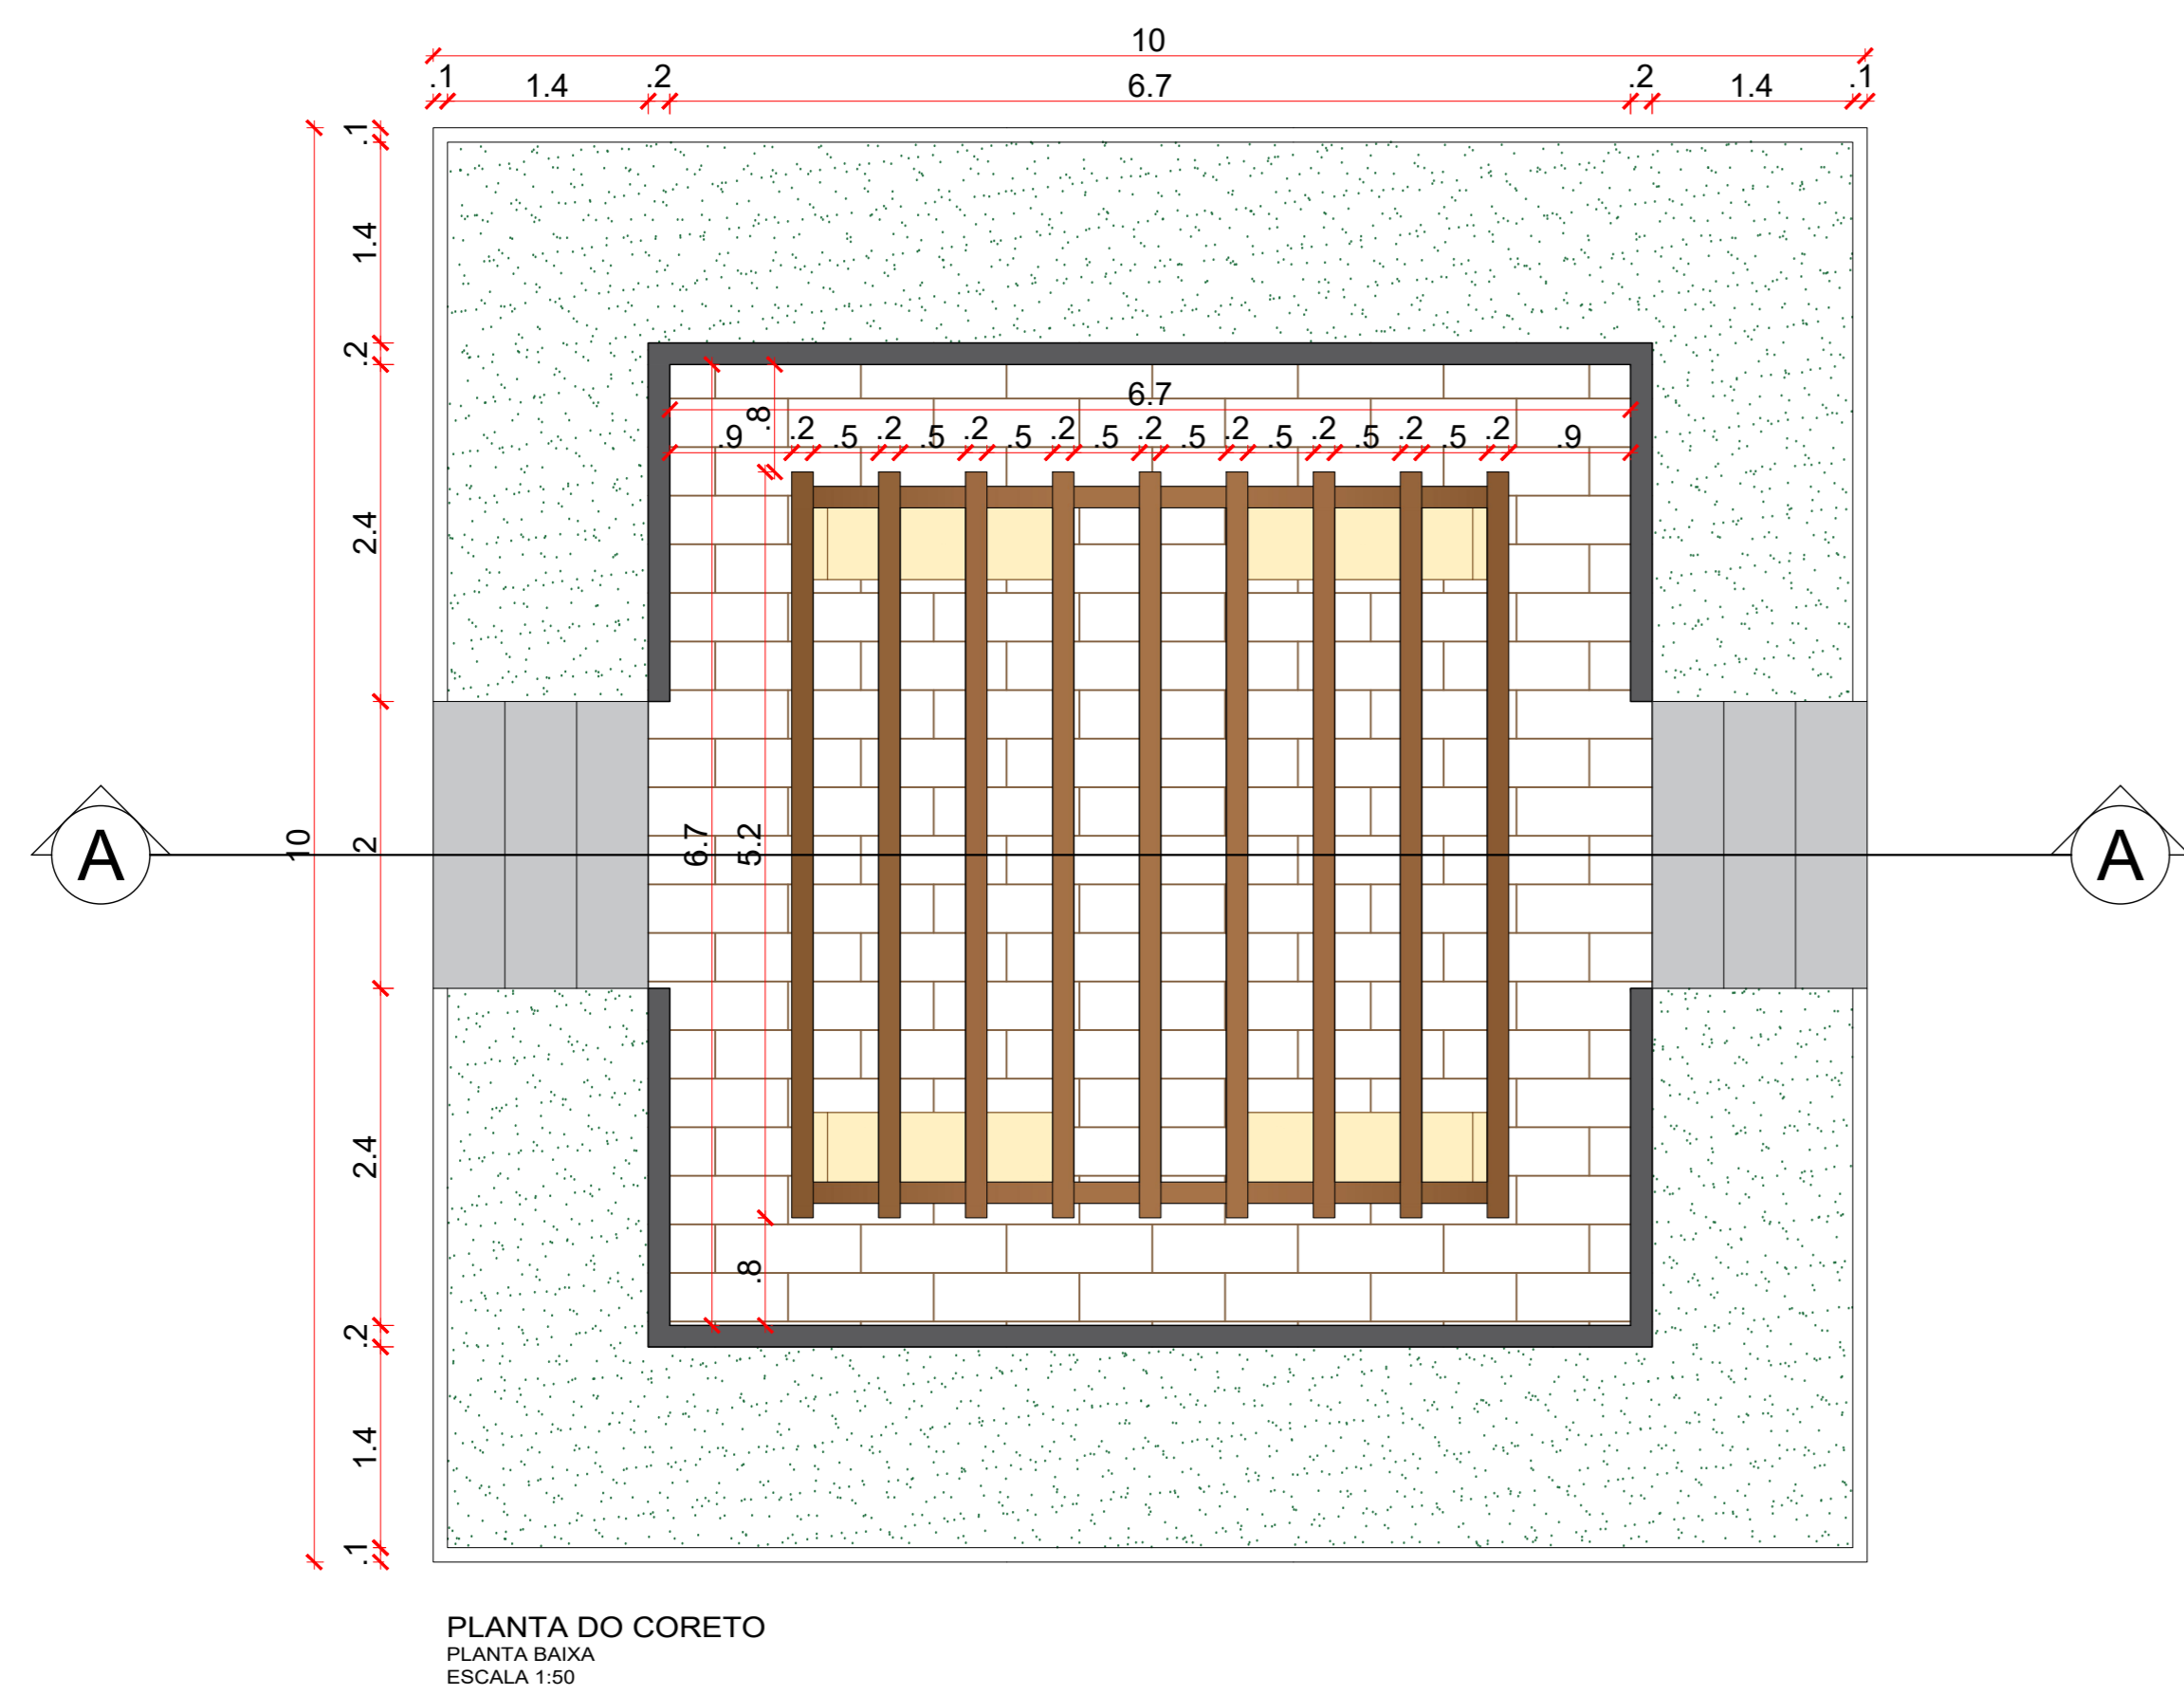 10
.1 1.4 .2 6.7 .2 1.4 .1
.1
1.4
.2
2.4
2
2.4
.2
1.4
.1
10
6.7
.9 .2 .5 .2 .5 .2 .5 .2 .5 .2 .5 .2 .5 .2 .5 .2 .5 .2 .9
.8
6.7
5.2
.8
A
A
PLANTA DO CORETO
PLANTA BAIXA
ESCALA 1:50